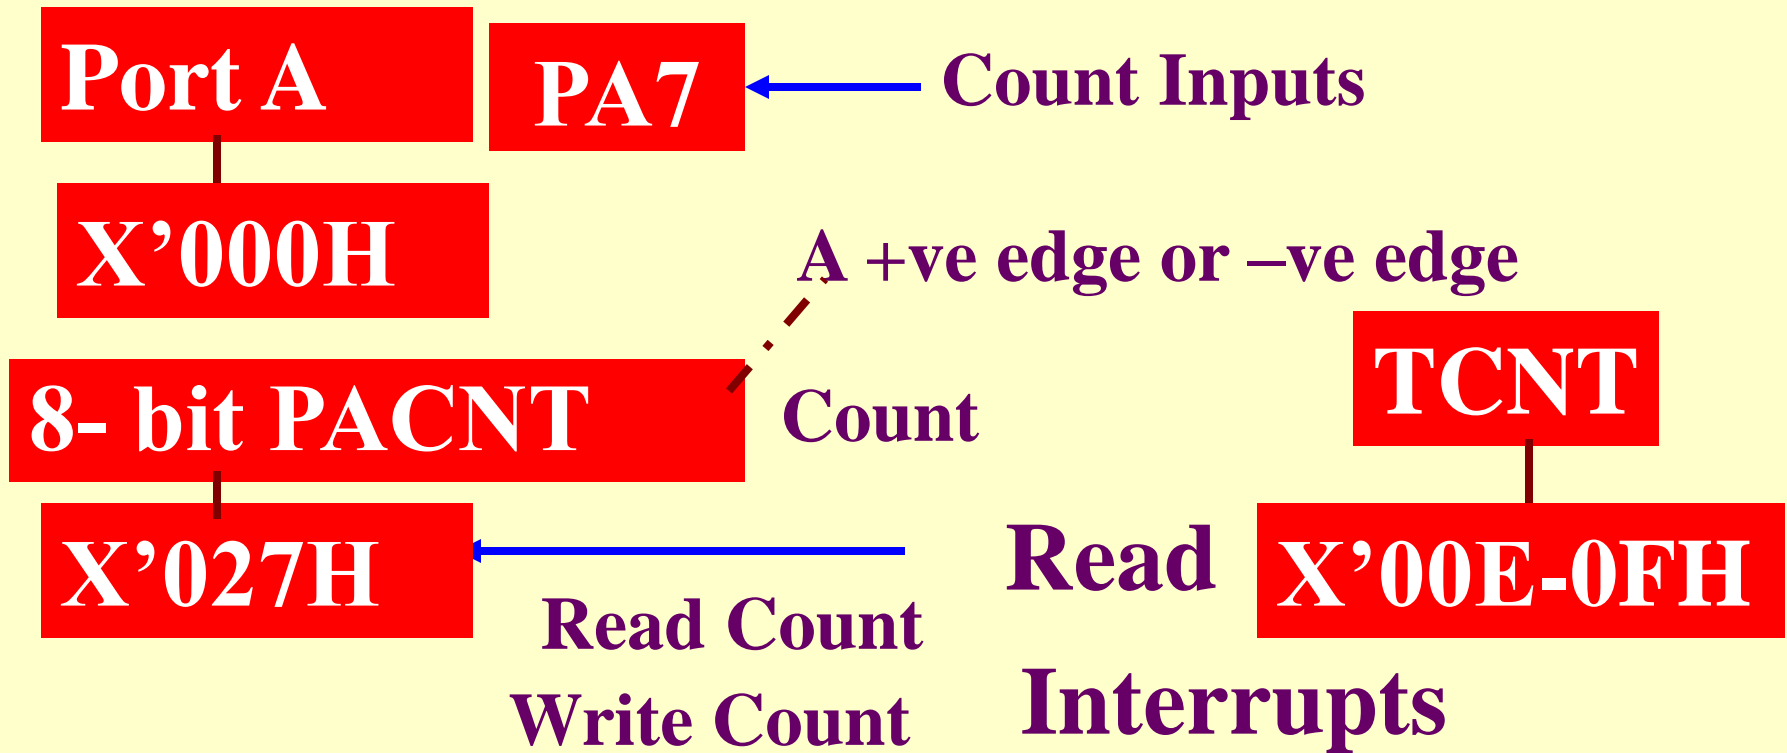 Port A
PA7
Count Inputs
X’000H
A +ve edge or –ve edge
TCNT
8- bit PACNT
Count
X’027H
Read
X’00E-0FH
Read Count
Write Count
Interrupts